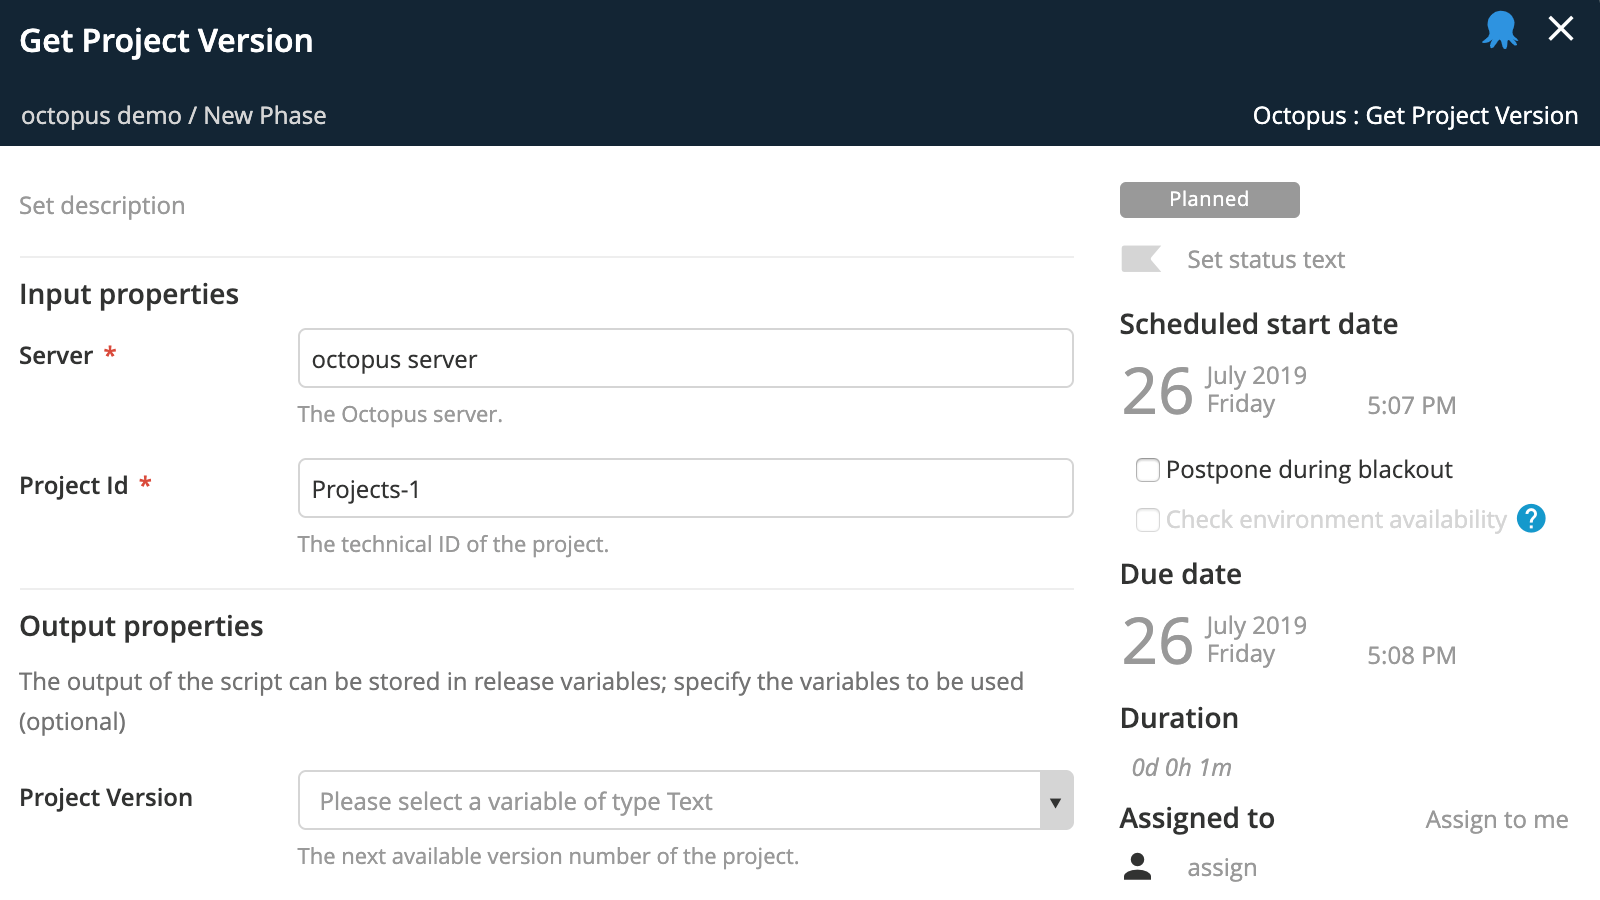 Get Project Version
octopus demo / New Phase
Octopus : Get Project Version
Set description
Input properties
Server *
octopus server
The Octopus server.
Project Id *
Projects-1
The technical ID of the project.
Output properties
The output of the script can be stored in release variables; specify the variables to be used
(optional)
Project Version
Please select a variable of type Text
The next available version number of the project.
Planned
Set status text
Scheduled start date
26 July 2019
Friday
5:07 PM
Postpone during blackout
Check environment availability ?
Due date
26 July 2019
Friday
5:08 PM
Duration
0d 0h 1m
Assigned to
Assign to me
assign